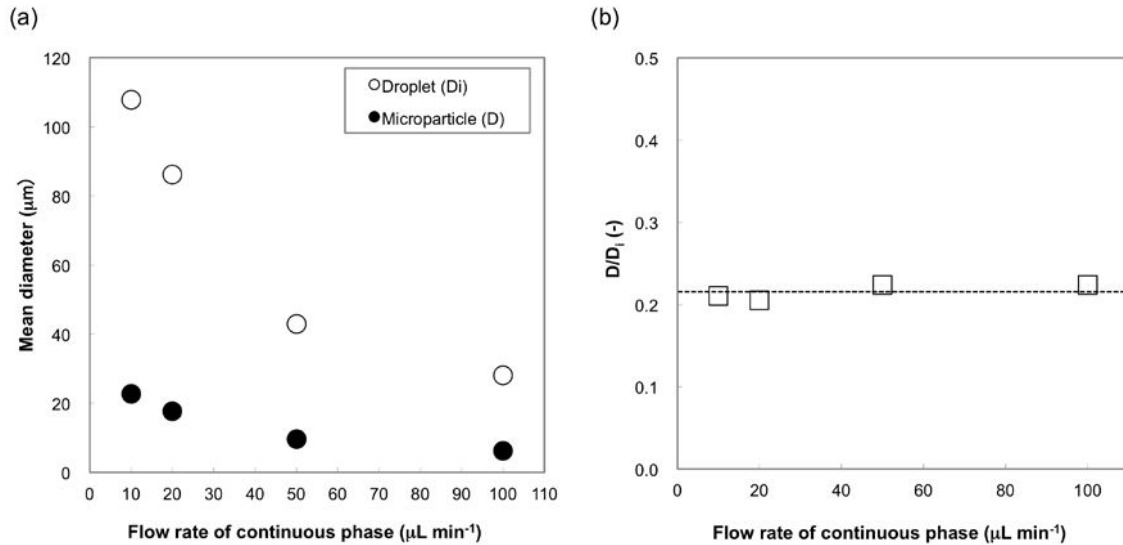 (a)
120
100
80
60
40
20
0
Mean diameter (μm)
Droplet (Di)
Microparticle (D)
0 10 20 30 40 50 60 70 80 90 100 110
Flow rate of continuous phase (μL min⁻¹)
(b)
0.5
0.4
0.3
0.2
0.1
0.0
D/Dᵢ (-)
0 20 40 60 80 100
Flow rate of continuous phase (μL min⁻¹)